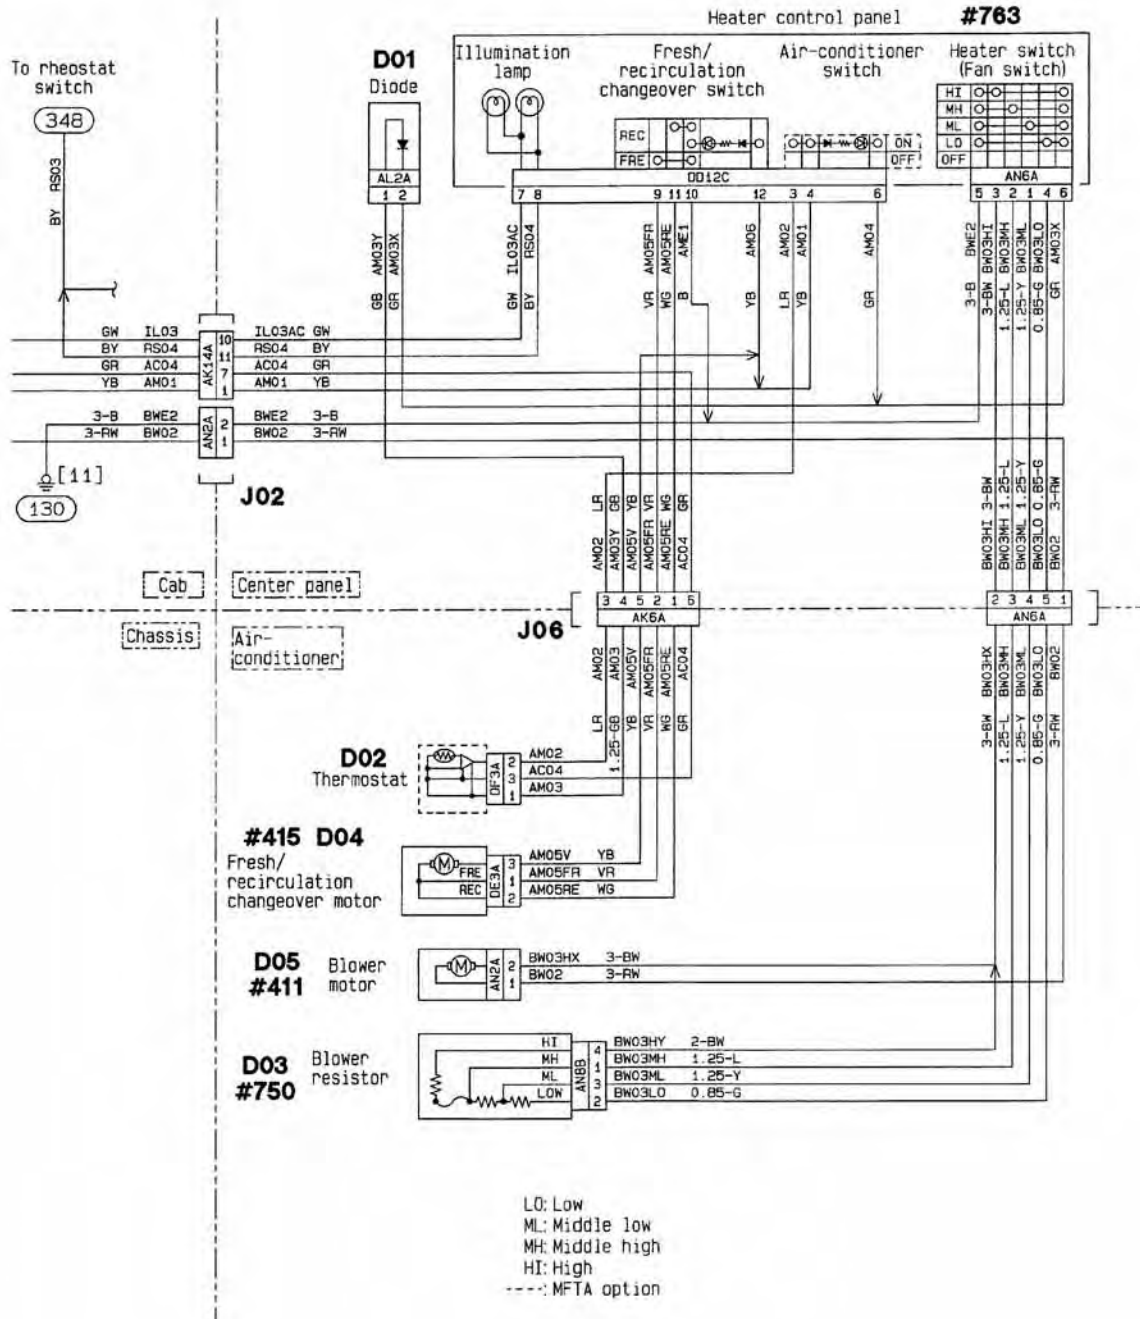 Heater control panel #763
To rheostat
switch
348
BY RS03
D01
Diode
AL2A
1 2
AM03Y
AM03X
GB
GR
Illumination
lamp
Fresh/
recirculation
changeover switch
REC
FRE
Air-conditioner
switch
ON
OFF
Heater switch
(Fan switch)
HI
MH
ML
LO
OFF
DD12C
7 8 9 11 10 12 3 4 6
AN6A
5 3 2 1 4 6
GW IL03AC
BY RS04
VR AM05FR
WG AM05RE
B AME1
YB AM06
LR AM02
YB AM01
GR AM04
3-B BWE2
3-BW BW03HI
1.25-L BW03MH
1.25-Y BW03ML
0.85-G BW03LO
GR AM03X
GW IL03 10 IL03AC GW
BY RS04 11 RS04 BY
GR AC04 7 AC04 GR
YB AM01 1 AM01 YB
AK14A
3-B BWE2 2 BWE2 3-B
3-RW BW02 1 BW02 3-RW
AN2A
[11]
130
J02
AM02 LR
AM03Y GB
AM05V YB
AM05FR VR
AM05RE WG
AC04 GR
BW03HI 3-BW
BW03MH 1.25-L
BW03ML 1.25-Y
BW03LO 0.85-G
BW02 3-RW
Cab
Center panel
Chassis
Air-
conditioner
J06
3 4 5 2 1 6
AK6A
2 3 4 5 1
AN6A
LR AM02
1.25-GB AM03
YB AM05V
VR AM05FR
WG AM05RE
GR AC04
3-BW BW03HX
1.25-L BW03MH
1.25-Y BW03ML
0.85-G BW03LO
3-RW BW02
D02
Thermostat
DF3A
2 AM02
3 AC04
1 AM03
#415 D04
Fresh/
recirculation
changeover motor
M
FRE
REC
DE3A
3 AM05V YB
1 AM05FR VR
2 AM05RE WG
D05
#411
Blower
motor
M
AN2A
2 BW03HX 3-BW
1 BW02 3-RW
D03
#750
Blower
resistor
HI
MH
ML
LOW
AN8B
4 BW03HY 2-BW
1 BW03MH 1.25-L
3 BW03ML 1.25-Y
2 BW03LO 0.85-G
LO: Low
ML: Middle low
MH: Middle high
HI: High
----: MFTA option